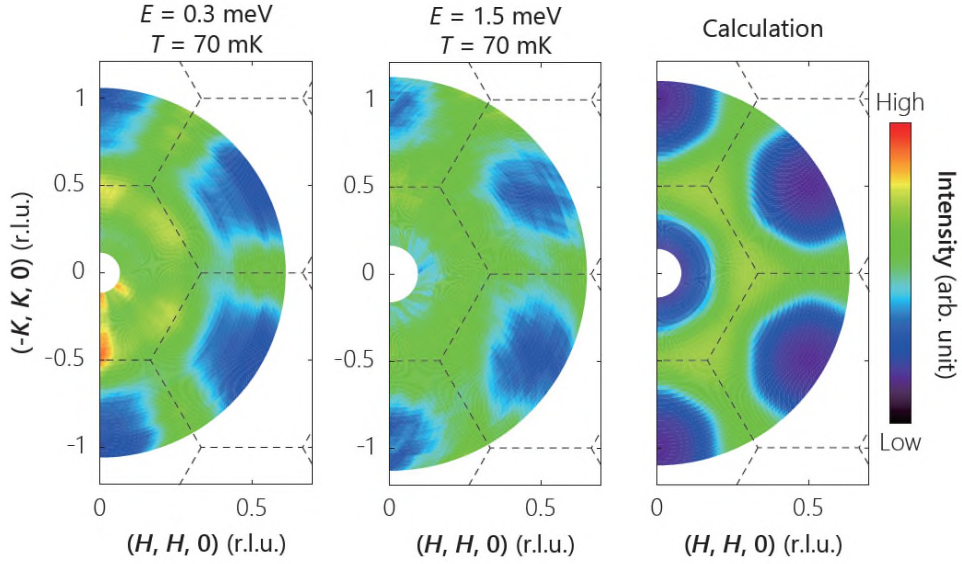 E = 0.3 meV
T = 70 mK
E = 1.5 meV
T = 70 mK
Calculation
(-K, K, 0) (r.l.u.)
1
0.5
0
-0.5
-1
0
0.5
(H, H, 0) (r.l.u.)
1
0.5
0
-0.5
-1
0
0.5
(H, H, 0) (r.l.u.)
0
0.5
(H, H, 0) (r.l.u.)
High
Intensity (arb. unit)
Low